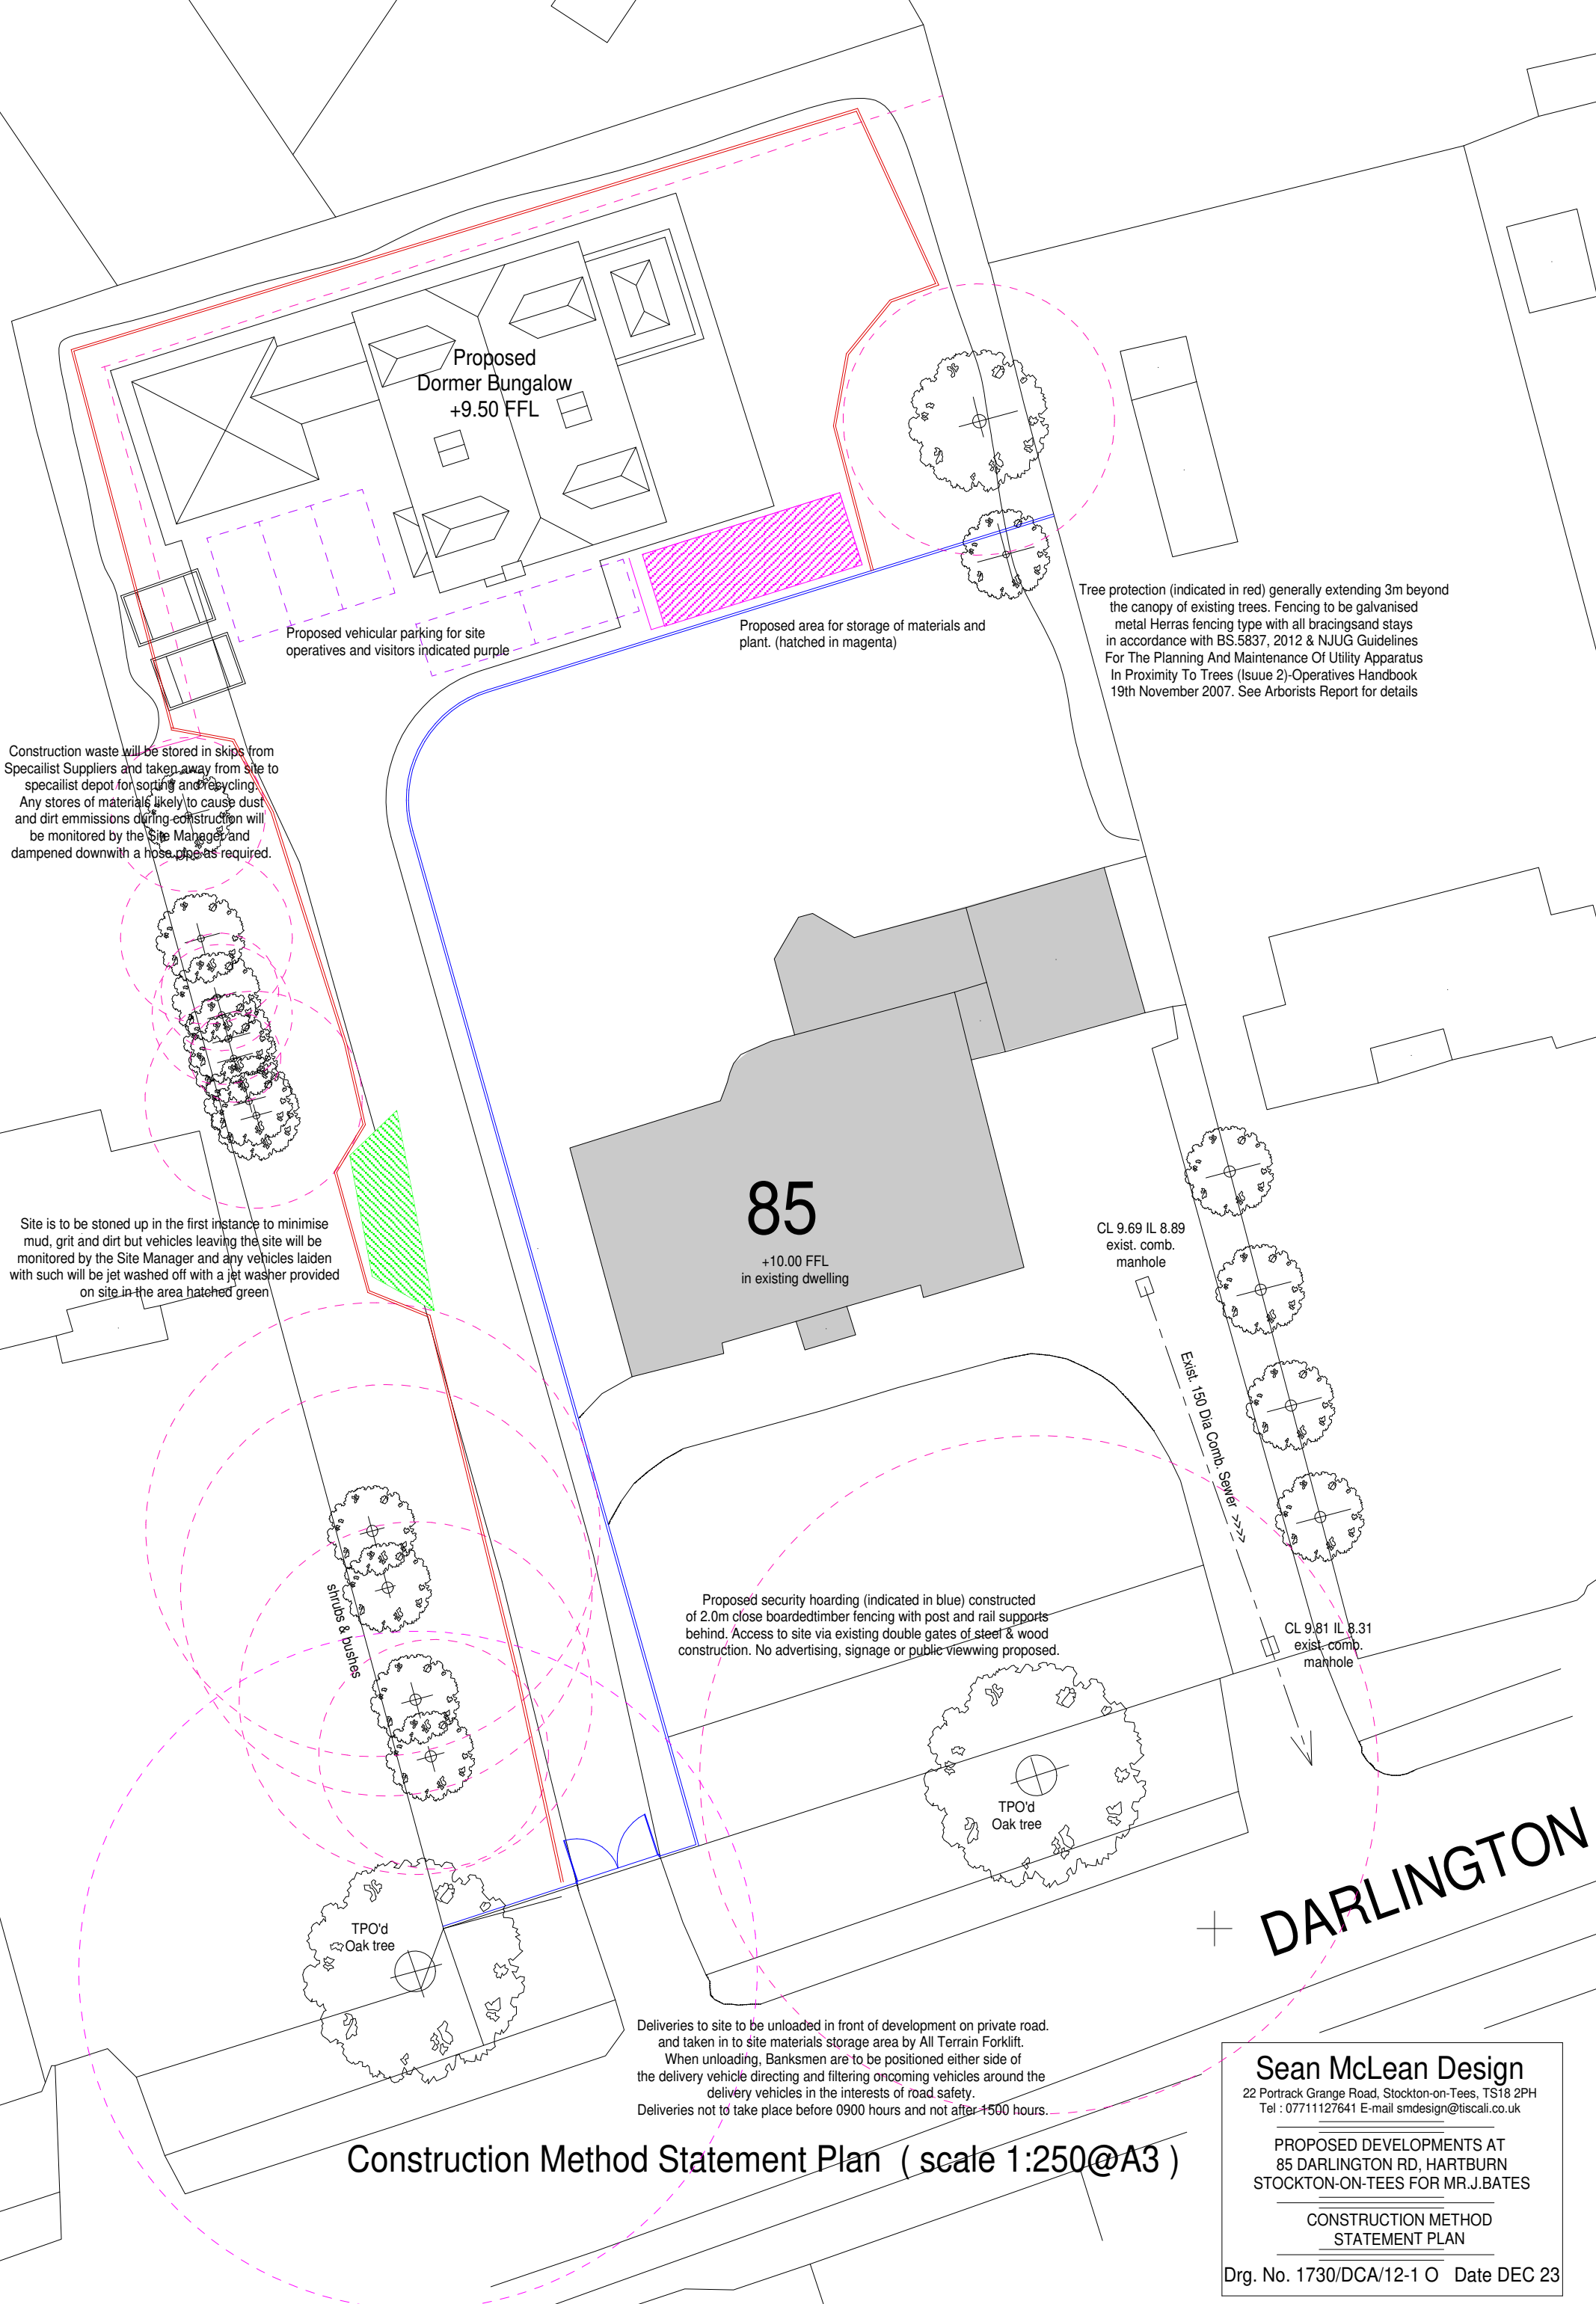 Proposed
Dormer Bungalow
+9.50 FFL
Proposed vehicular parking for site
operatives and visitors indicated purple
Proposed area for storage of materials and
plant. (hatched in magenta)
Tree protection (indicated in red) generally extending 3m beyond
the canopy of existing trees. Fencing to be galvanised
metal Herras fencing type with all bracingsand stays
in accordance with BS.5837, 2012 & NJUG Guidelines
For The Planning And Maintenance Of Utility Apparatus
In Proximity To Trees (Isuue 2)-Operatives Handbook
19th November 2007. See Arborists Report for details
Construction waste will be stored in skips from
Specailist Suppliers and taken away from site to
specailist depot for sorting and recycling.
Any stores of materials likely to cause dust
and dirt emmissions during construction will
be monitored by the Site Manager and
dampened downwith a hose pipe as required.
Site is to be stoned up in the first instance to minimise
mud, grit and dirt but vehicles leaving the site will be
monitored by the Site Manager and any vehicles laiden
with such will be jet washed off with a jet washer provided
on site in the area hatched green
85
+10.00 FFL
in existing dwelling
CL 9.69 IL 8.89
exist. comb.
manhole
Exist. 150 Dia Comb. Sewer >>>>
shrubs & bushes
Proposed security hoarding (indicated in blue) constructed
of 2.0m close boardedtimber fencing with post and rail supports
behind. Access to site via existing double gates of steel & wood
construction. No advertising, signage or public viewwing proposed.
CL 9.81 IL 8.31
exist. comb.
manhole
TPO'd
Oak tree
TPO'd
Oak tree
DARLINGTON
Deliveries to site to be unloaded in front of development on private road.
and taken in to site materials storage area by All Terrain Forklift.
When unloading, Banksmen are to be positioned either side of
the delivery vehicle directing and filtering oncoming vehicles around the
delivery vehicles in the interests of road safety.
Deliveries not to take place before 0900 hours and not after 1500 hours.
Construction Method Statement Plan ( scale 1:250@A3 )
Sean McLean Design
22 Portrack Grange Road, Stockton-on-Tees, TS18 2PH
Tel : 07711127641 E-mail smdesign@tiscali.co.uk
PROPOSED DEVELOPMENTS AT
85 DARLINGTON RD, HARTBURN
STOCKTON-ON-TEES FOR MR.J.BATES
CONSTRUCTION METHOD
STATEMENT PLAN
Drg. No. 1730/DCA/12-1 O Date DEC 23